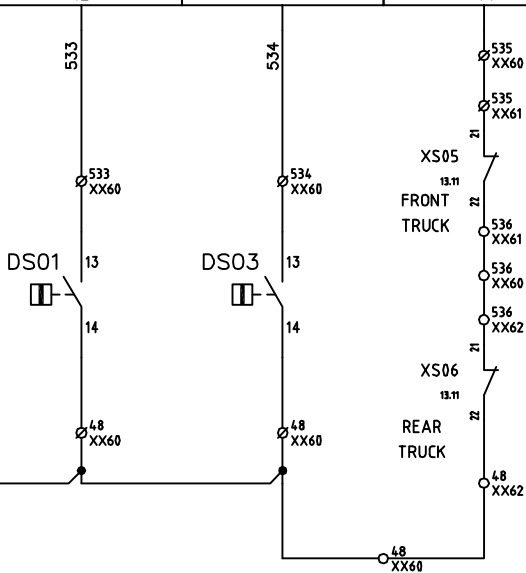 533
534
535
XX60
535
XX61
21
XS05
13.11
22
FRONT
TRUCK
533
XX60
534
XX60
536
XX61
536
XX60
536
XX62
DS01
13
14
DS03
13
14
21
XS06
13.11
22
REAR
TRUCK
48
XX60
48
XX60
48
XX62
48
XX60